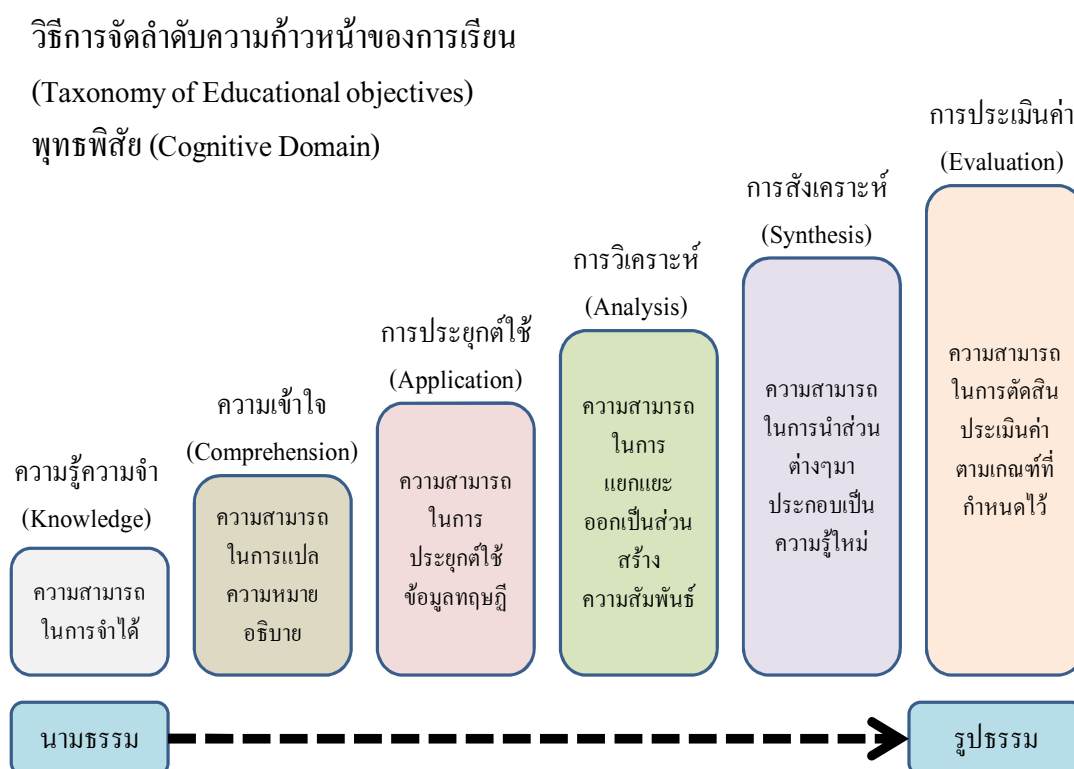 วิธีการจัดลำดับความก้าวหน้าของการเรียน
(Taxonomy of Educational objectives)
พุทธพิสัย (Cognitive Domain)
ความรู้ความจำ
(Knowledge)
ความสามารถ
ในการจำได้
ความเข้าใจ
(Comprehension)
ความสามารถ
ในการแปล
ความหมาย
อธิบาย
การประยุกต์ใช้
(Application)
ความสามารถ
ในการ
ประยุกต์ใช้
ข้อมูลทฤษฎี
การวิเคราะห์
(Analysis)
ความสามารถ
ในการ
แยกแยะ
ออกเป็นส่วน
สร้าง
ความสัมพันธ์
การสังเคราะห์
(Synthesis)
ความสามารถ
ในการนำส่วน
ต่างๆมา
ประกอบเป็น
ความรู้ใหม่
การประเมินค่า
(Evaluation)
ความสามารถ
ในการตัดสิน
ประเมินค่า
ตามเกณฑ์ที่
กำหนดไว้
นามธรรม
รูปธรรม